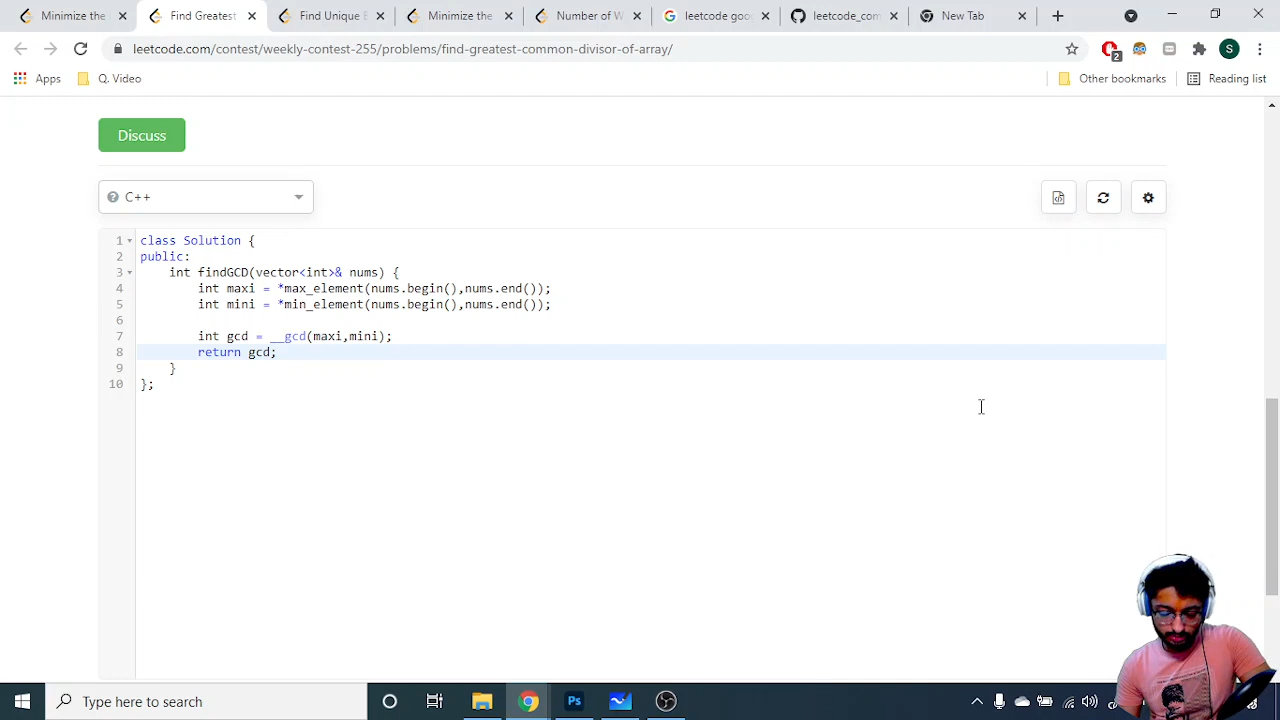 Minimize the
Find Greatest
Find Unique B
Minimize the
Number of W
leetcode goo
leetcode_com
New Tab
leetcode.com/contest/weekly-contest-255/problems/find-greatest-common-divisor-of-array/
2
S
Apps
Q. Video
Other bookmarks
Reading list
Discuss
C++
1 class Solution {
2 public:
3 int findGCD(vector<int>& nums) {
4 int maxi = *max_element(nums.begin(),nums.end());
5 int mini = *min_element(nums.begin(),nums.end());
6
7 int gcd = __gcd(maxi,mini);
8 return gcd;
9 }
10 };
Type here to search
Ps